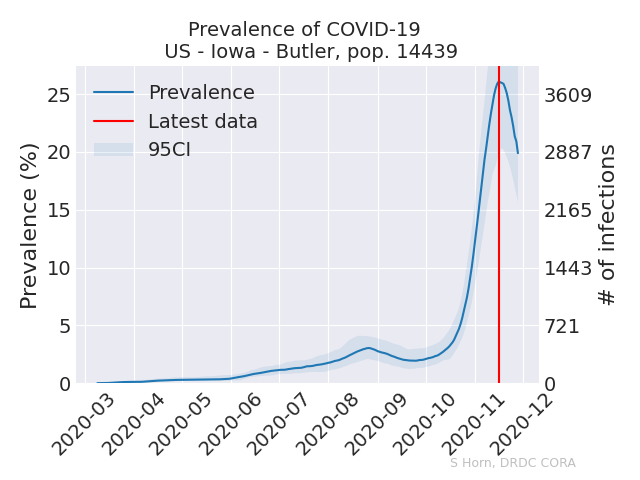 Prevalence of COVID-19
US - Iowa - Butler, pop. 14439
Prevalence
Latest data
95CI
Prevalence (%)
25
20
15
10
5
0
3609
2887
2165
1443
721
0
# of infections
2020-03
2020-04
2020-05
2020-06
2020-07
2020-08
2020-09
2020-10
2020-11
2020-12
S Horn, DRDC CORA